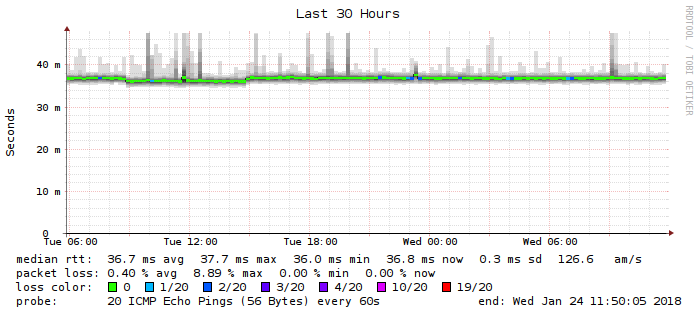 Last 30 Hours
RRDTOOL / TOBI OETIKER
Seconds
40 m
30 m
20 m
10 m
0
Tue 06:00 Tue 12:00 Tue 18:00 Wed 00:00 Wed 06:00
median rtt: 36.7 ms avg 37.7 ms max 36.0 ms min 36.8 ms now 0.3 ms sd 126.6 am/s
packet loss: 0.40 % avg 8.89 % max 0.00 % min 0.00 % now
loss color: 0 1/20 2/20 3/20 4/20 10/20 19/20
probe: 20 ICMP Echo Pings (56 Bytes) every 60s end: Wed Jan 24 11:50:05 2018